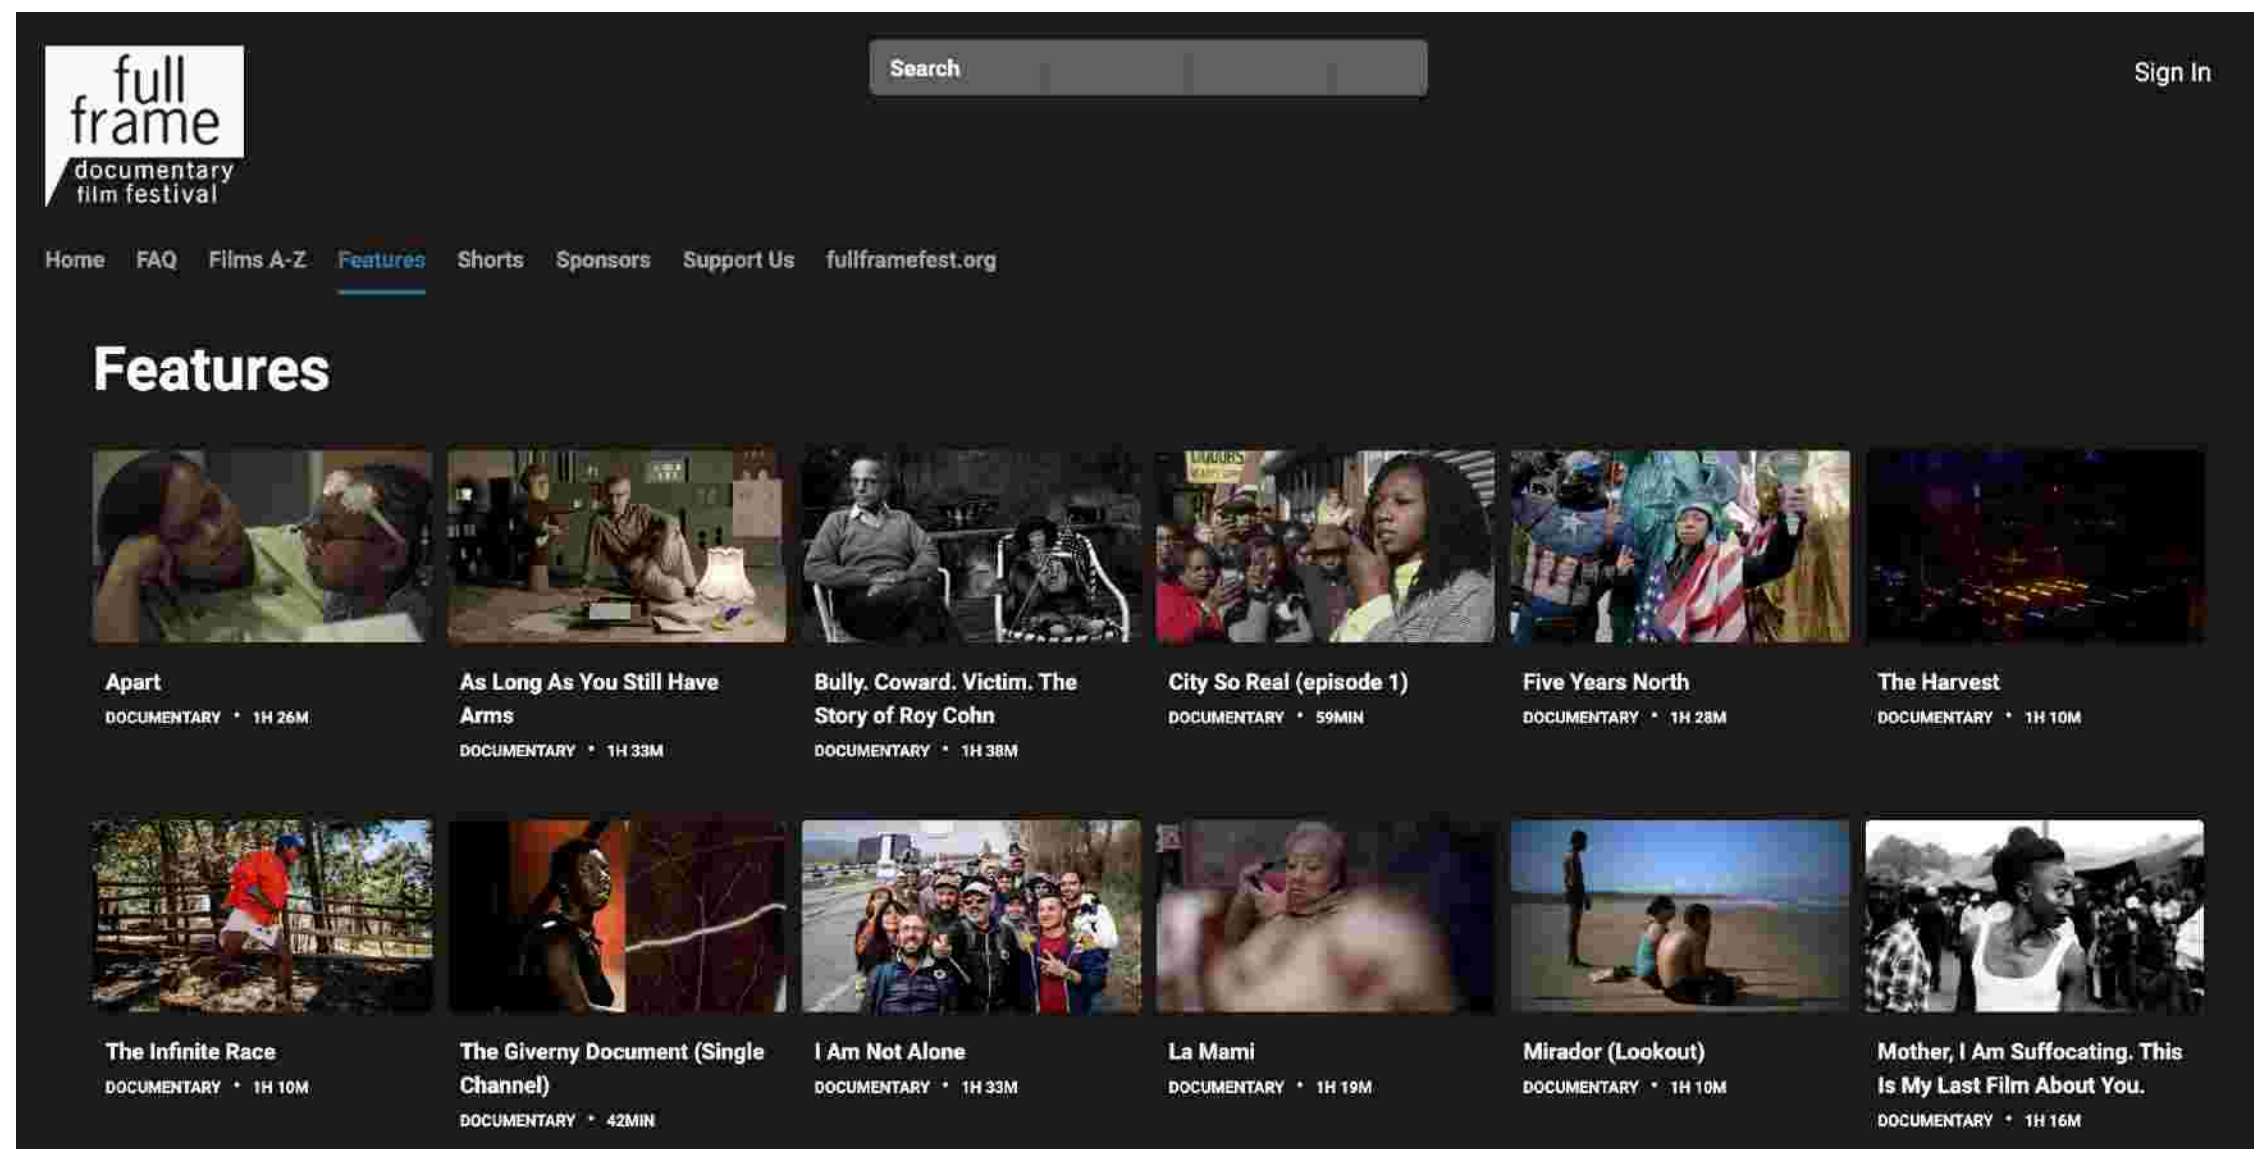 full
frame
documentary
film festival
Search
Sign In
Home FAQ Films A-Z Features Shorts Sponsors Support Us fullframefest.org
Features
LIQUORS
Apart
DOCUMENTARY • 1H 26M
As Long As You Still Have
Arms
DOCUMENTARY • 1H 33M
Bully. Coward. Victim. The
Story of Roy Cohn
DOCUMENTARY • 1H 38M
City So Real (episode 1)
DOCUMENTARY • 59MIN
Five Years North
DOCUMENTARY • 1H 28M
The Harvest
DOCUMENTARY • 1H 10M
The Infinite Race
DOCUMENTARY • 1H 10M
The Giverny Document (Single
Channel)
DOCUMENTARY • 42MIN
I Am Not Alone
DOCUMENTARY • 1H 33M
La Mami
DOCUMENTARY • 1H 19M
Mirador (Lookout)
DOCUMENTARY • 1H 10M
Mother, I Am Suffocating. This
Is My Last Film About You.
DOCUMENTARY • 1H 16M